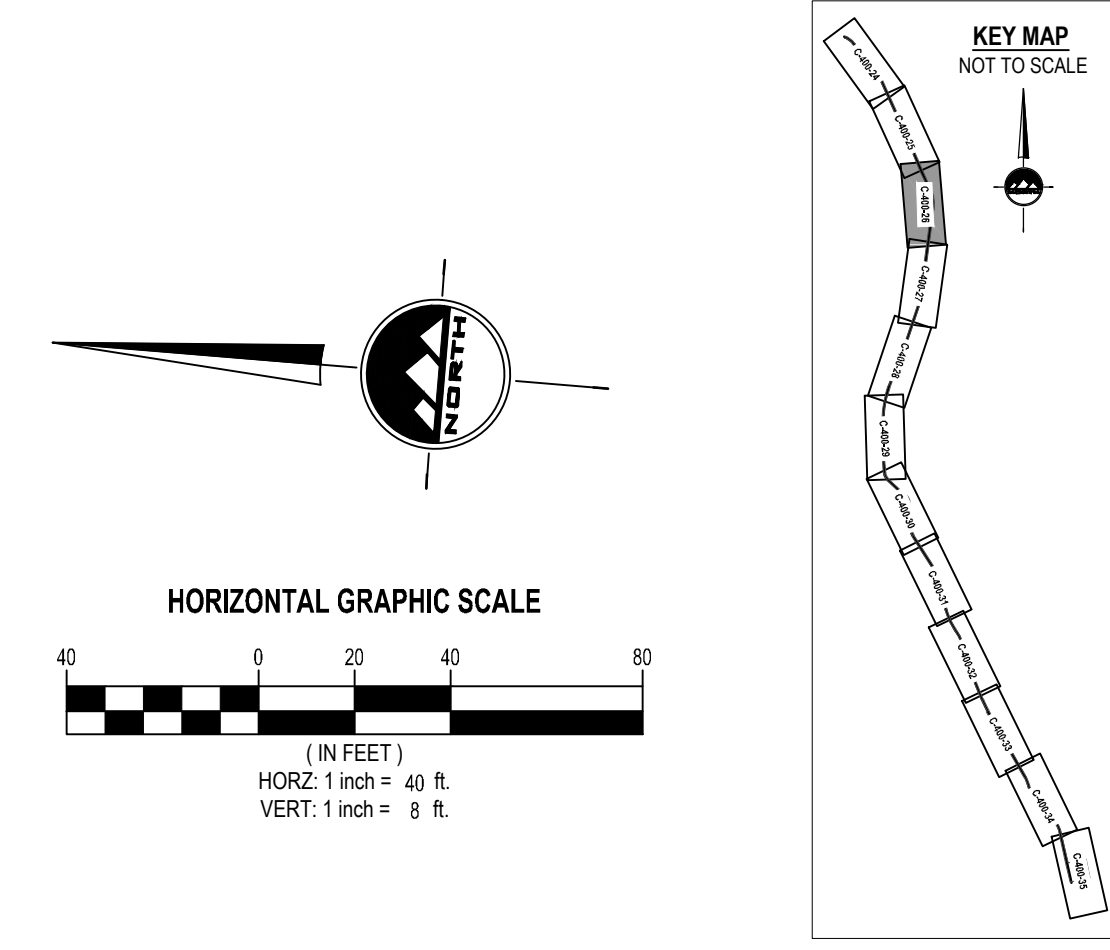 KEY MAP
NOT TO SCALE
C-400-24
C-400-25
C-400-26
C-400-27
C-400-28
C-400-29
C-400-30
C-400-31
C-400-32
C-400-33
C-400-34
C-400-35
NORTH
HORIZONTAL GRAPHIC SCALE
40 0 20 40 80
( IN FEET )
HORZ: 1 inch = 40 ft.
VERT: 1 inch = 8 ft.